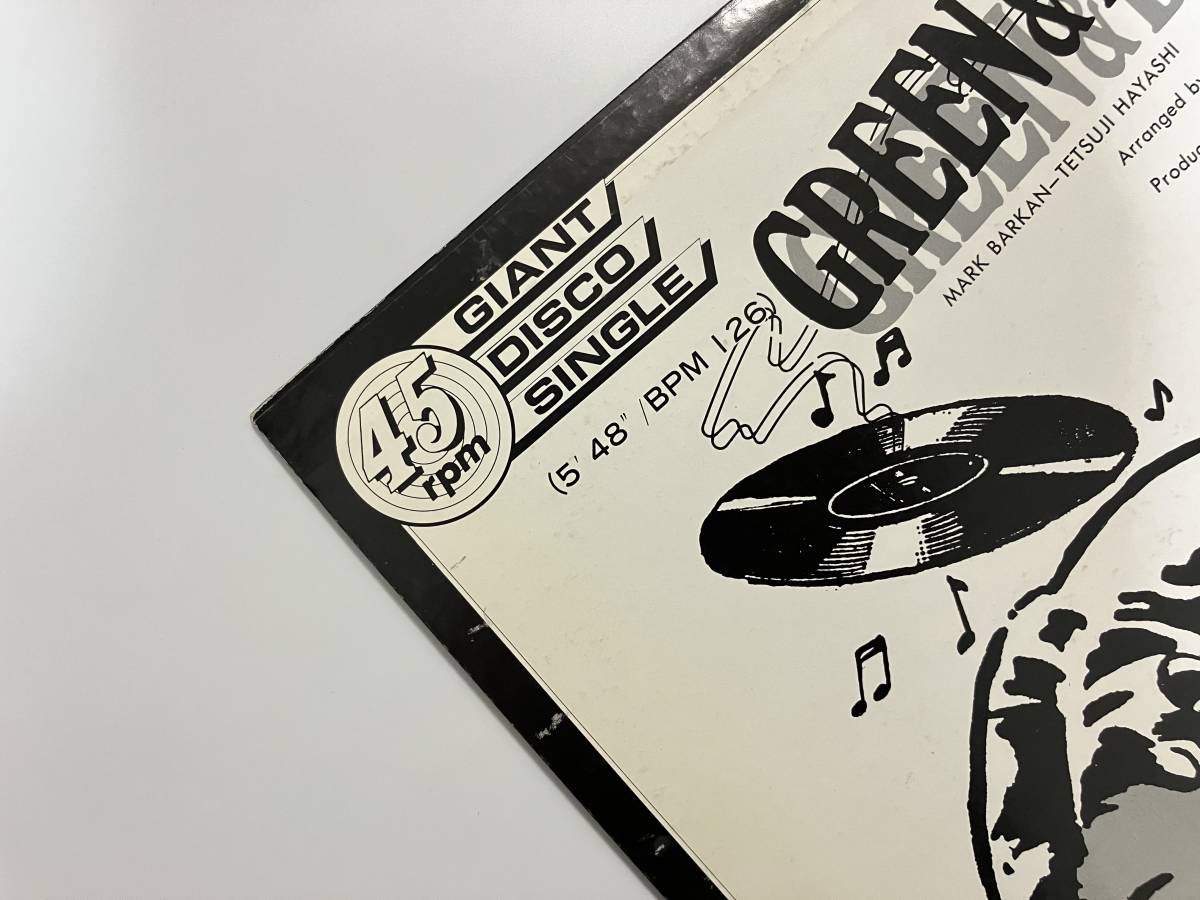 GIANT
DISCO
SINGLE
45
rpm
(5' 48" /BPM 126)
GREEN &
MARK BARKAN–TETSUJI HAYASHI
Arranged by